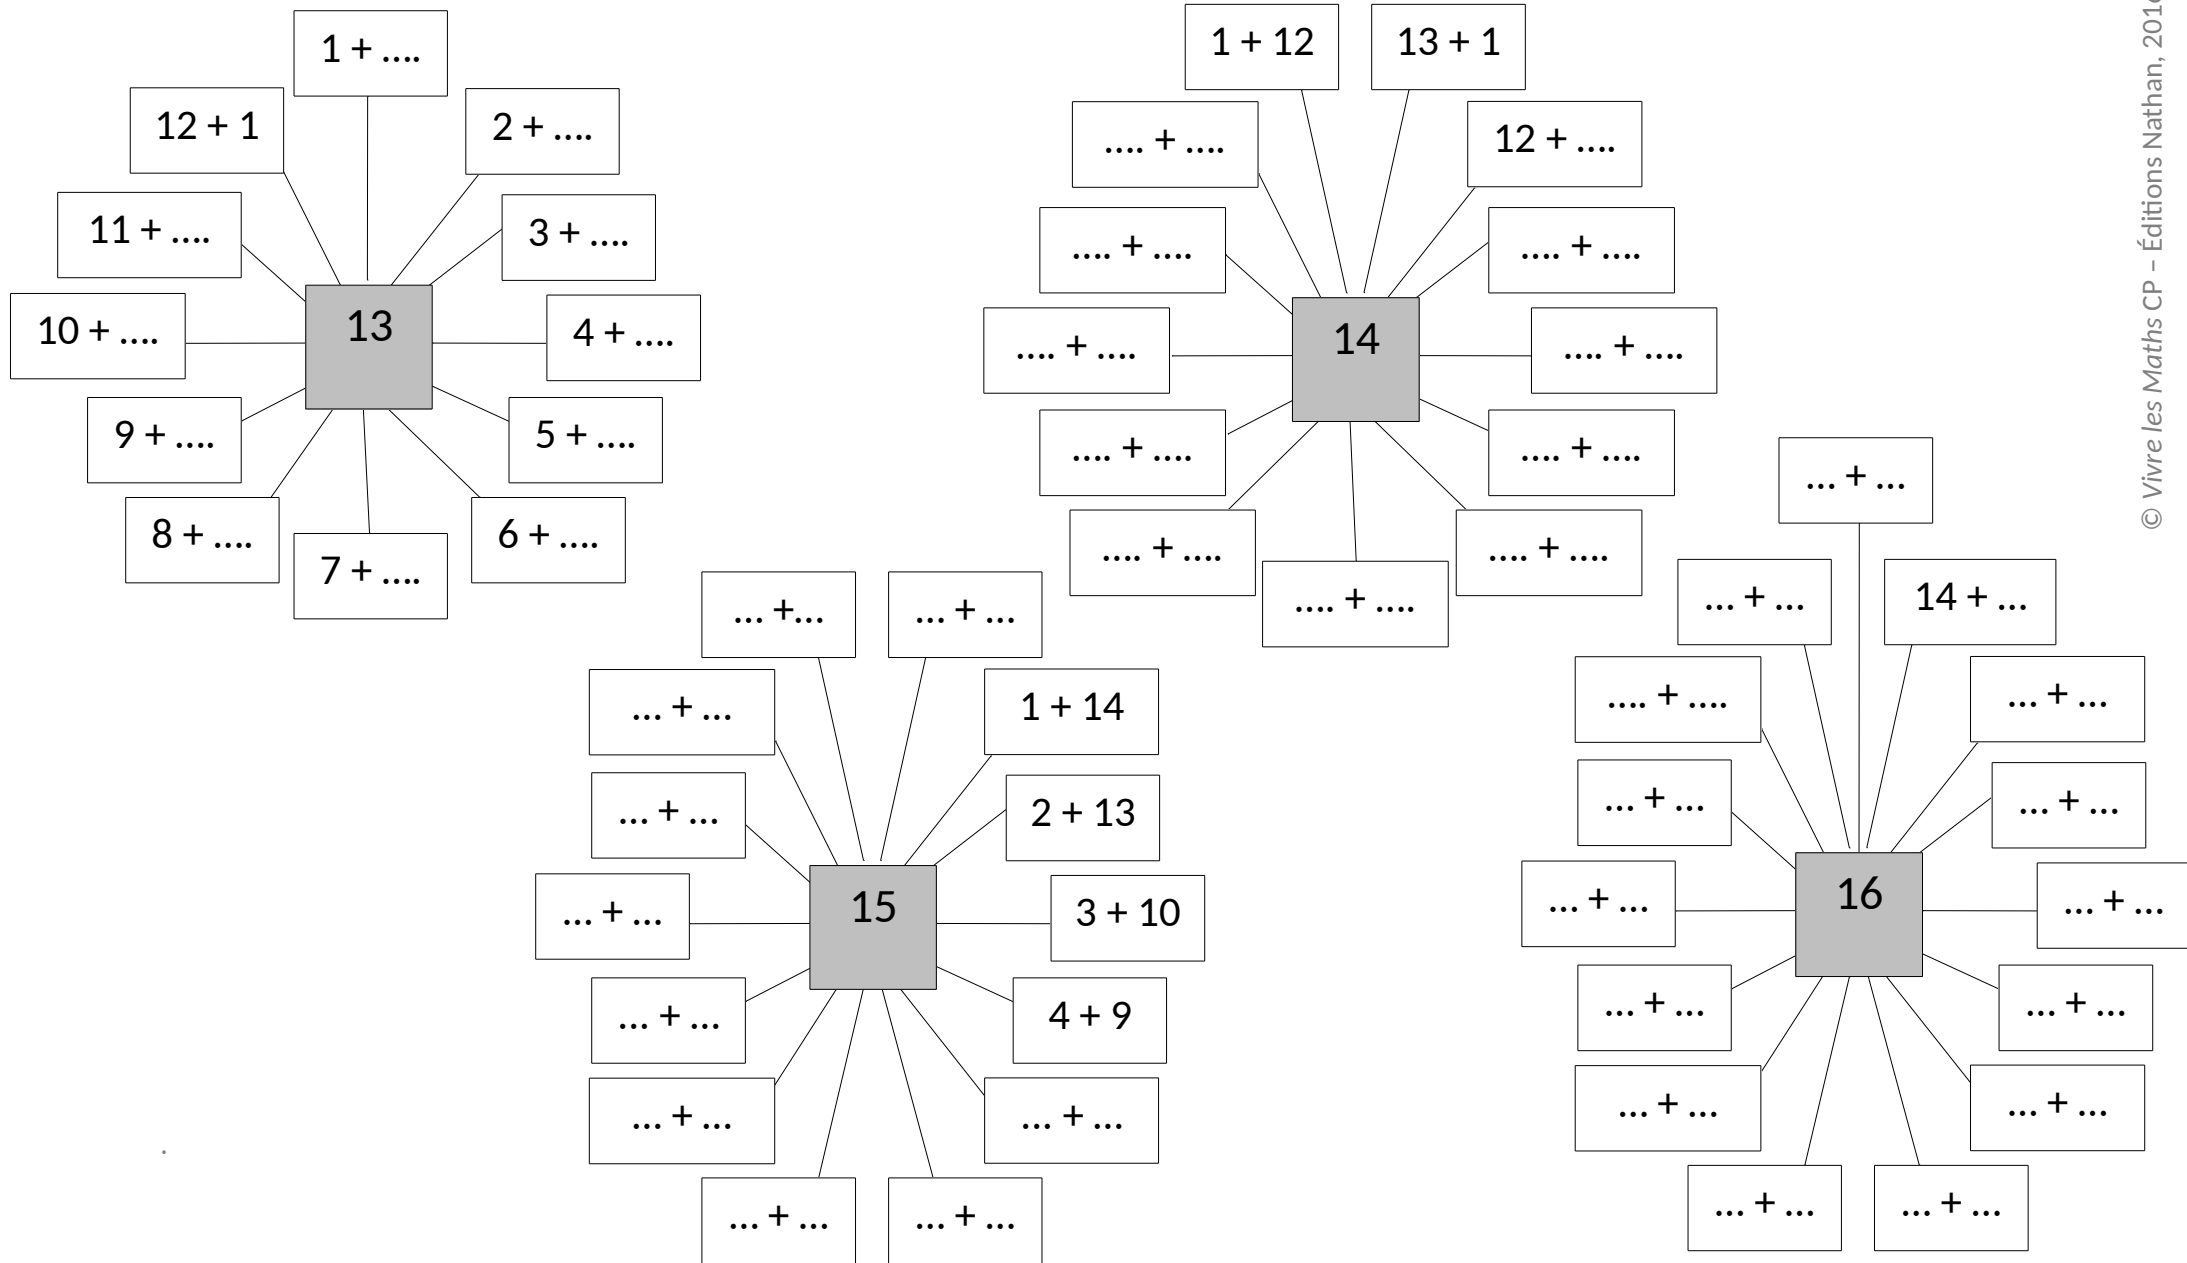 1 + ....
12 + 1
2 + ....
11 + ....
3 + ....
10 + ....
13
4 + ....
9 + ....
5 + ....
8 + ....
7 + ....
6 + ....
1 + 12
13 + 1
.... + ....
12 + ....
.... + ....
.... + ....
.... + ....
14
.... + ....
.... + ....
.... + ....
.... + ....
.... + ....
.... + ....
... +...
... + ...
... + ...
1 + 14
... + ...
2 + 13
... + ...
15
3 + 10
... + ...
4 + 9
... + ...
... + ...
... + ...
... + ...
... + ...
... + ...
14 + ...
.... + ....
... + ...
... + ...
... + ...
... + ...
16
... + ...
... + ...
... + ...
... + ...
... + ...
... + ...
... + ...
© Vivre les Maths CP – Éditions Nathan, 2016
.